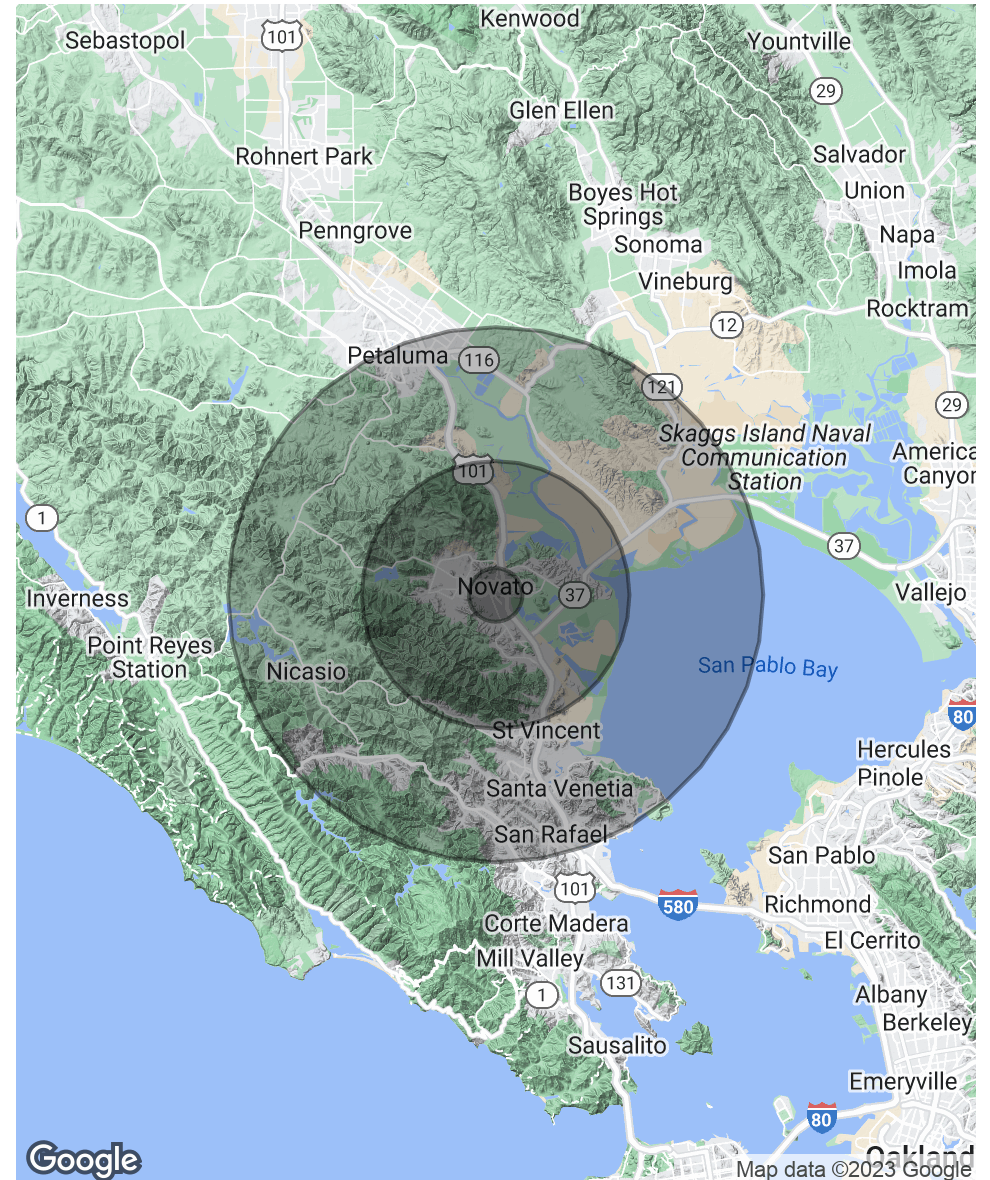 Kenwood
101
Sebastopol
Yountville
29
Glen Ellen
Rohnert Park
Salvador
Union
Boyes Hot
Springs
Penngrove
Napa
Sonoma
Imola
Vineburg
Rocktram
12
Petaluma
116
121
29
Skaggs Island Naval
Communication
Station
America
Canyon
101
1
37
Novato
37
Vallejo
Inverness
Point Reyes
Station
Nicasio
San Pablo Bay
80
St Vincent
Hercules
Pinole
Santa Venetia
San Rafael
San Pablo
101
580
Richmond
Corte Madera
El Cerrito
Mill Valley
131
1
Albany
Berkeley
Sausalito
Emeryville
80
Google
Oakland
Map data ©2023 Google